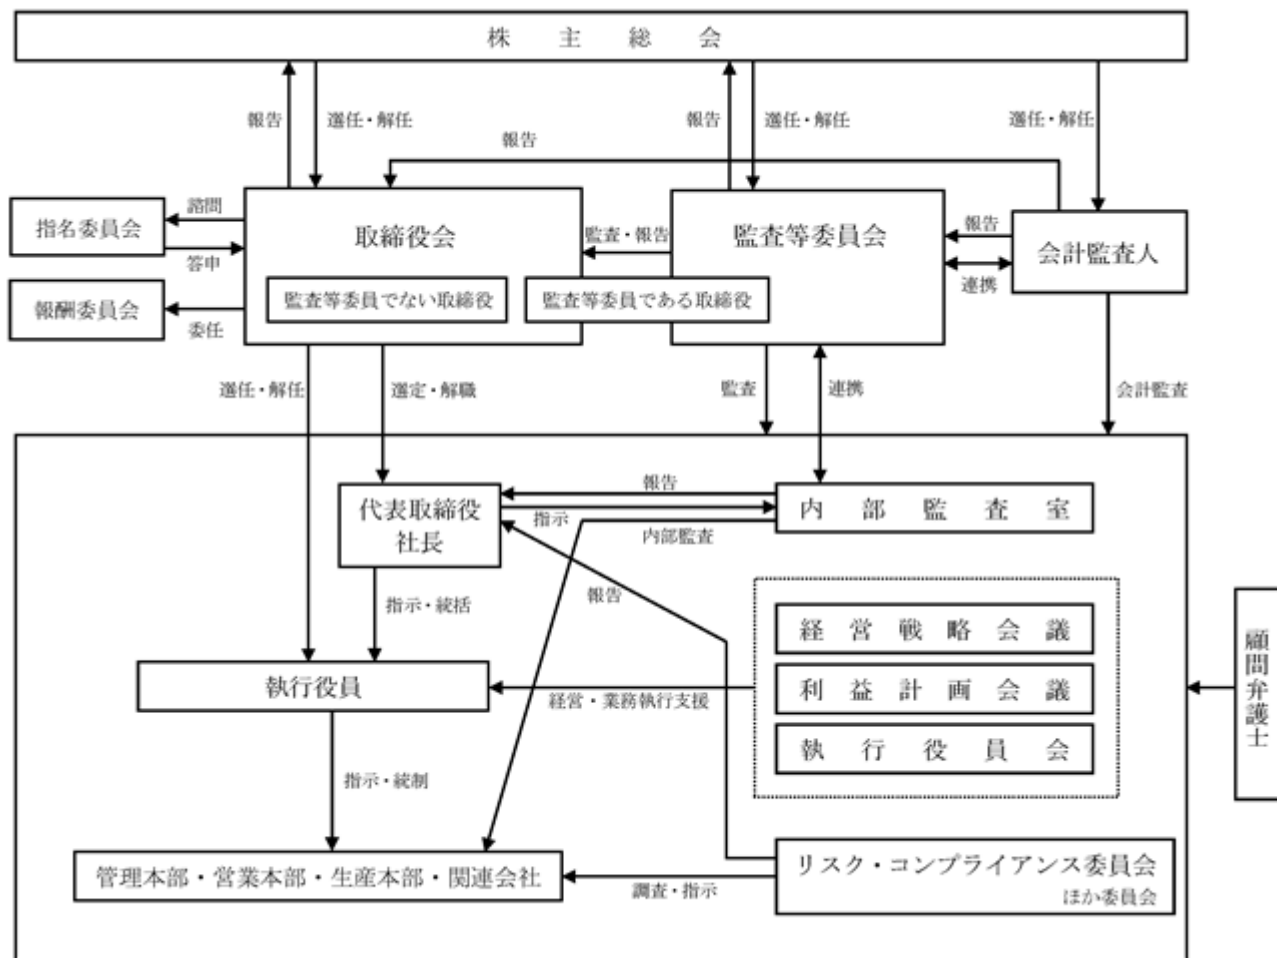 株主総会
報告
選任・解任
報告
選任・解任
選任・解任
報告
指名委員会
諮問
答申
報酬委員会
委任
取締役会
監査等委員でない取締役
監査・報告
監査等委員会
監査等委員である取締役
報告
連携
会計監査人
選任・解任
選定・解職
監査
連携
会計監査
代表取締役
社長
報告
指示
内部監査
内部監査室
指示・統括
報告
経営戦略会議
利益計画会議
執行役員会
執行役員
経営・業務執行支援
顧問弁護士
指示・統制
管理本部・営業本部・生産本部・関連会社
調査・指示
リスク・コンプライアンス委員会
ほか委員会